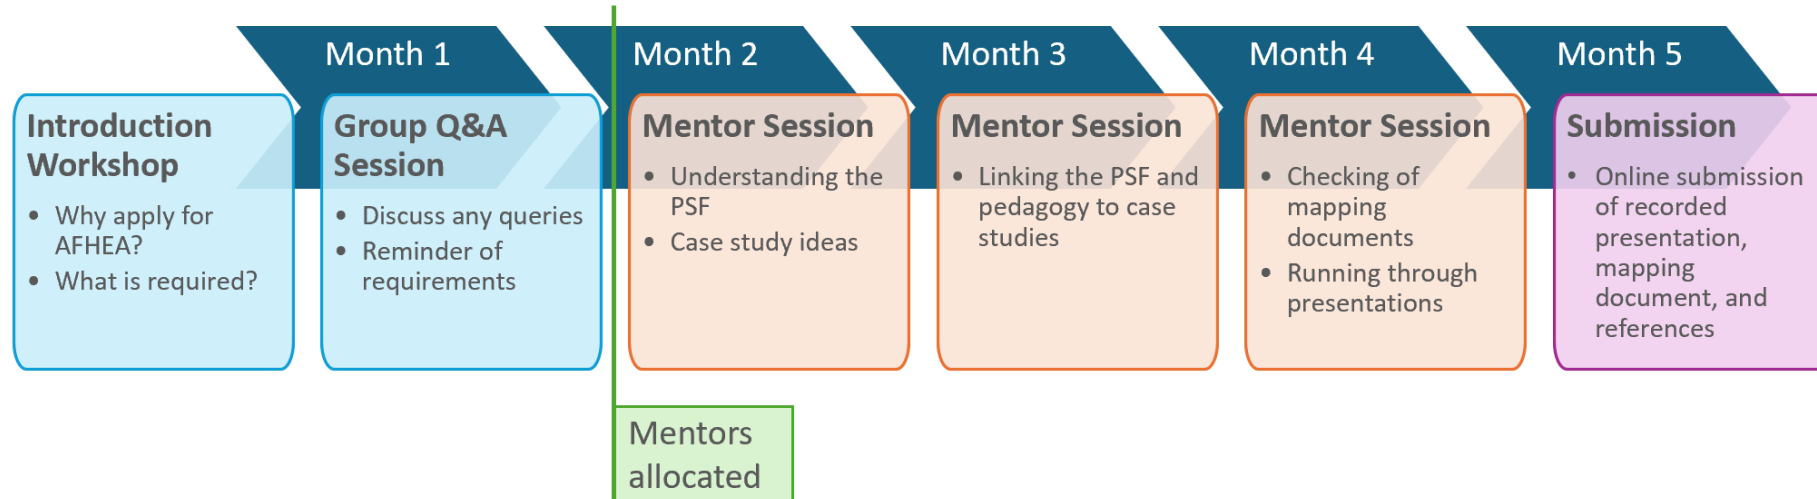 Month 1
Month 2
Month 3
Month 4
Month 5
Introduction
Workshop
• Why apply for
AFHEA?
• What is required?
Group Q&A
Session
• Discuss any queries
• Reminder of
requirements
Mentor Session
• Understanding the
PSF
• Case study ideas
Mentor Session
• Linking the PSF and
pedagogy to case
studies
Mentor Session
• Checking of
mapping
documents
• Running through
presentations
Submission
• Online submission
of recorded
presentation,
mapping
document, and
references
Mentors
allocated